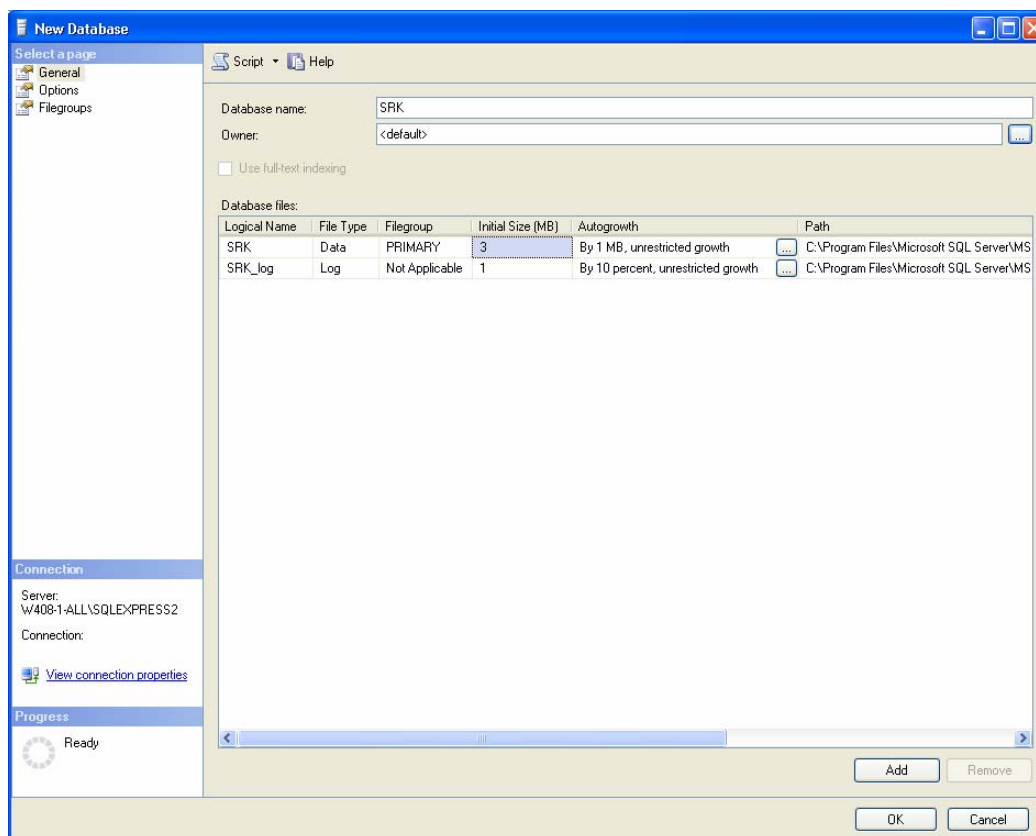 New Database
Select a page
General
Options
Filegroups
Script Help
Database name: SRK
Owner: <default> ...
Use full-text indexing
Database files:
Logical Name File Type Filegroup Initial Size (MB) Autogrowth Path
SRK Data PRIMARY 3 By 1 MB, unrestricted growth ... C:\Program Files\Microsoft SQL Server\MS
SRK_log Log Not Applicable 1 By 10 percent, unrestricted growth ... C:\Program Files\Microsoft SQL Server\MS
Connection
Server:
W408-1-ALL\SQLEXPRESS2
Connection:
View connection properties
Progress
Ready
Add Remove
OK Cancel